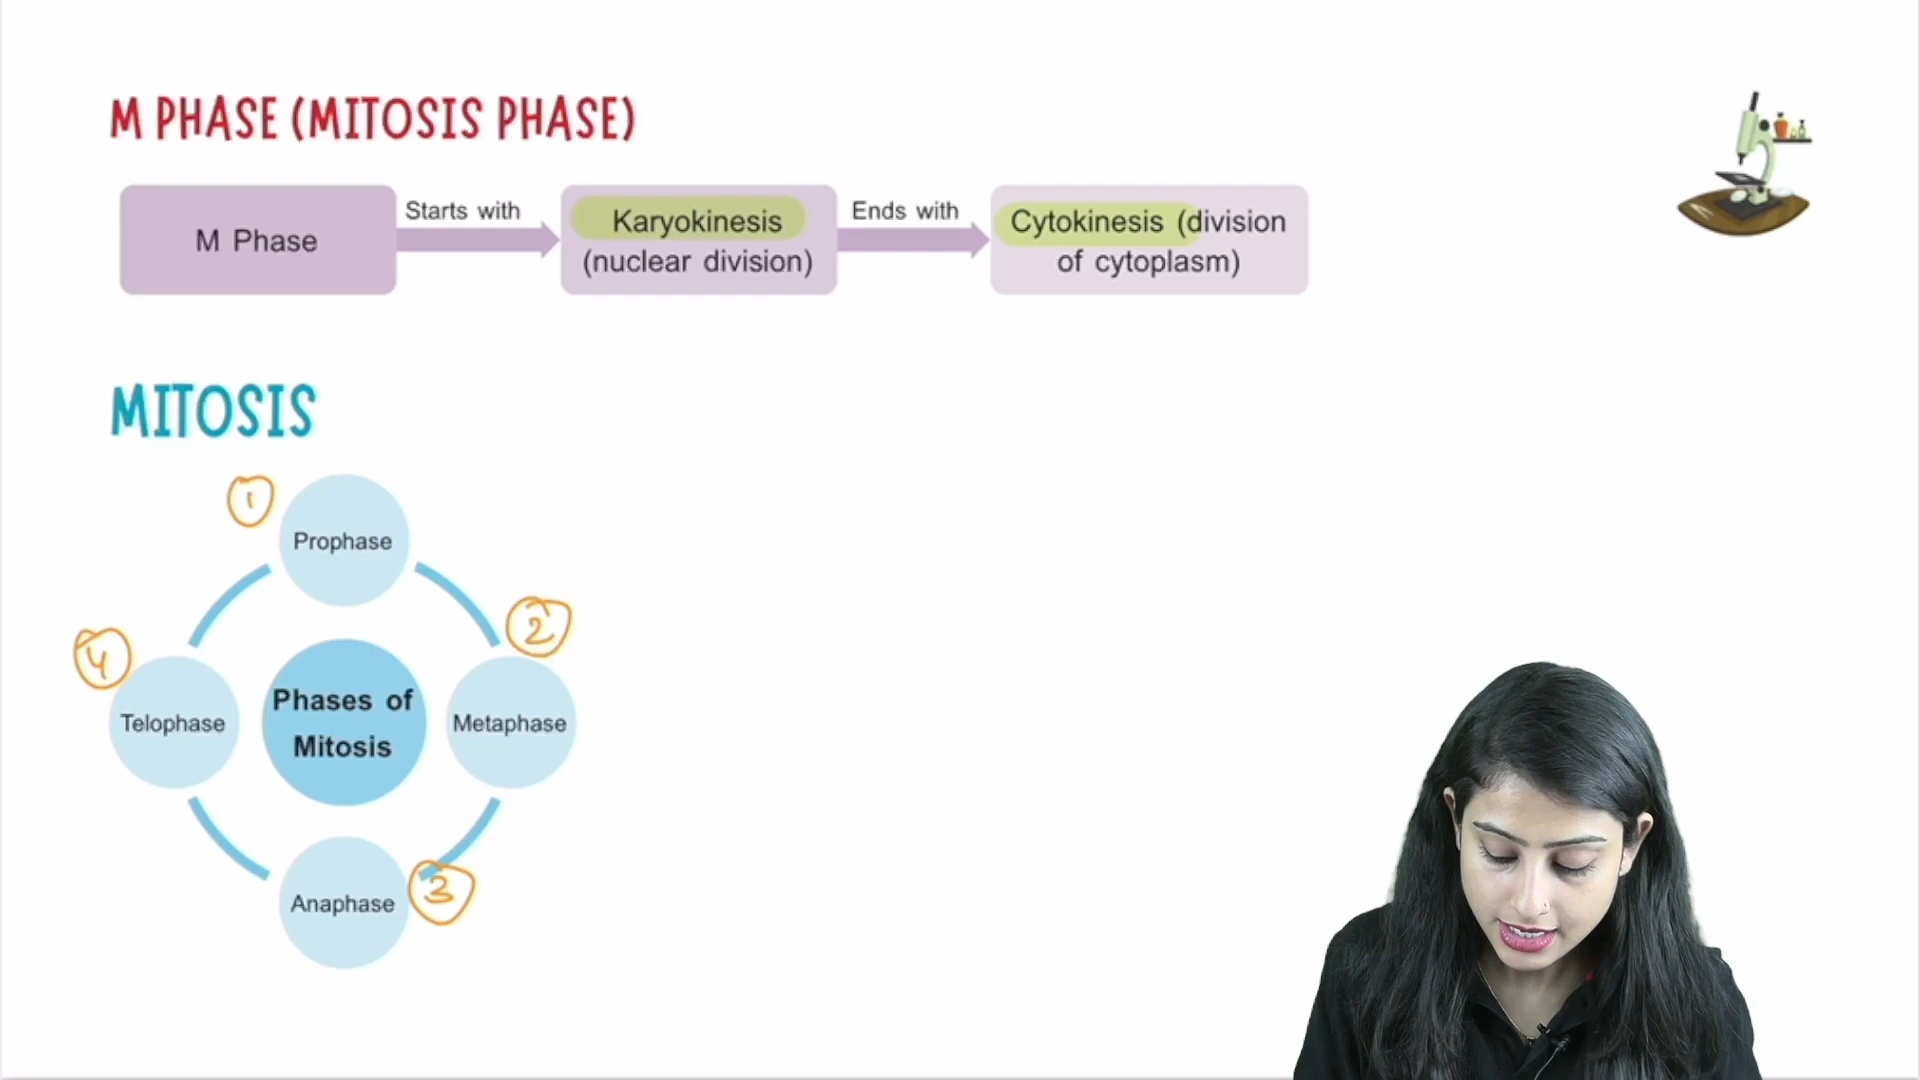 M PHASE (MITOSIS PHASE)
M Phase
Starts with
Karyokinesis
(nuclear division)
Ends with
Cytokinesis (division
of cytoplasm)
MITOSIS
1
Prophase
2
Metaphase
3
Anaphase
4
Telophase
Phases of
Mitosis